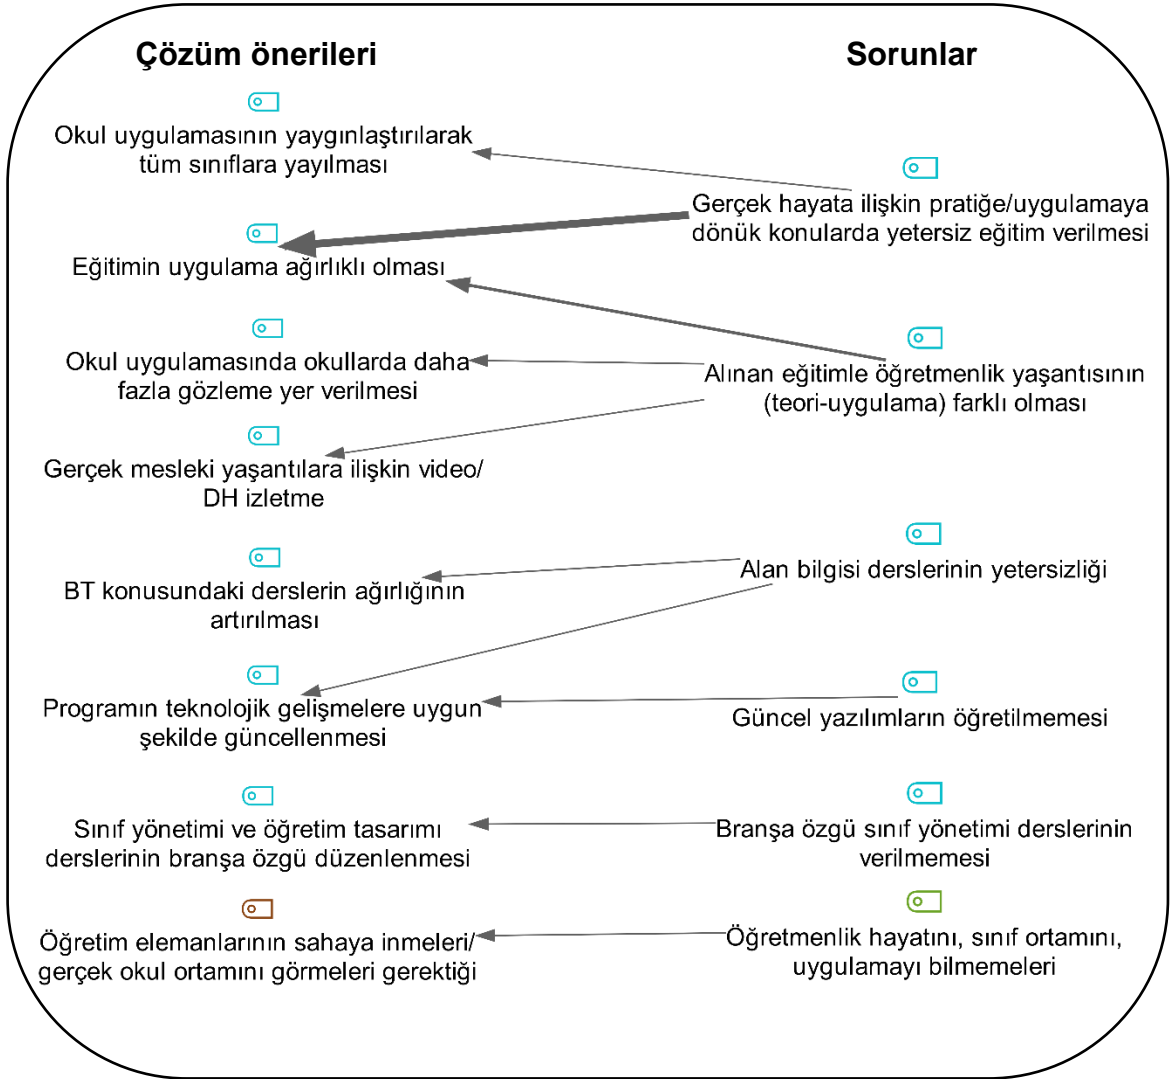 Çözüm önerileri
Okul uygulamasının yaygınlaştırılarak
tüm sınıflara yayılması
Eğitimin uygulama ağırlıklı olması
Okul uygulamasında okullarda daha
fazla gözleme yer verilmesi
Gerçek mesleki yaşantılara ilişkin video/
DH izletme
BT konusundaki derslerin ağırlığının
artırılması
Programın teknolojik gelişmelere uygun
şekilde güncellenmesi
Sınıf yönetimi ve öğretim tasarımı
derslerinin branşa özgü düzenlenmesi
Öğretim elemanlarının sahaya inmeleri/
gerçek okul ortamını görmeleri gerektiği
Sorunlar
Gerçek hayata ilişkin pratiğe/uygulamaya
dönük konularda yetersiz eğitim verilmesi
Alınan eğitimle öğretmenlik yaşantısının
(teori-uygulama) farklı olması
Alan bilgisi derslerinin yetersizliği
Güncel yazılımların öğretilmemesi
Branşa özgü sınıf yönetimi derslerinin
verilmemesi
Öğretmenlik hayatını, sınıf ortamını,
uygulamayı bilmemeleri